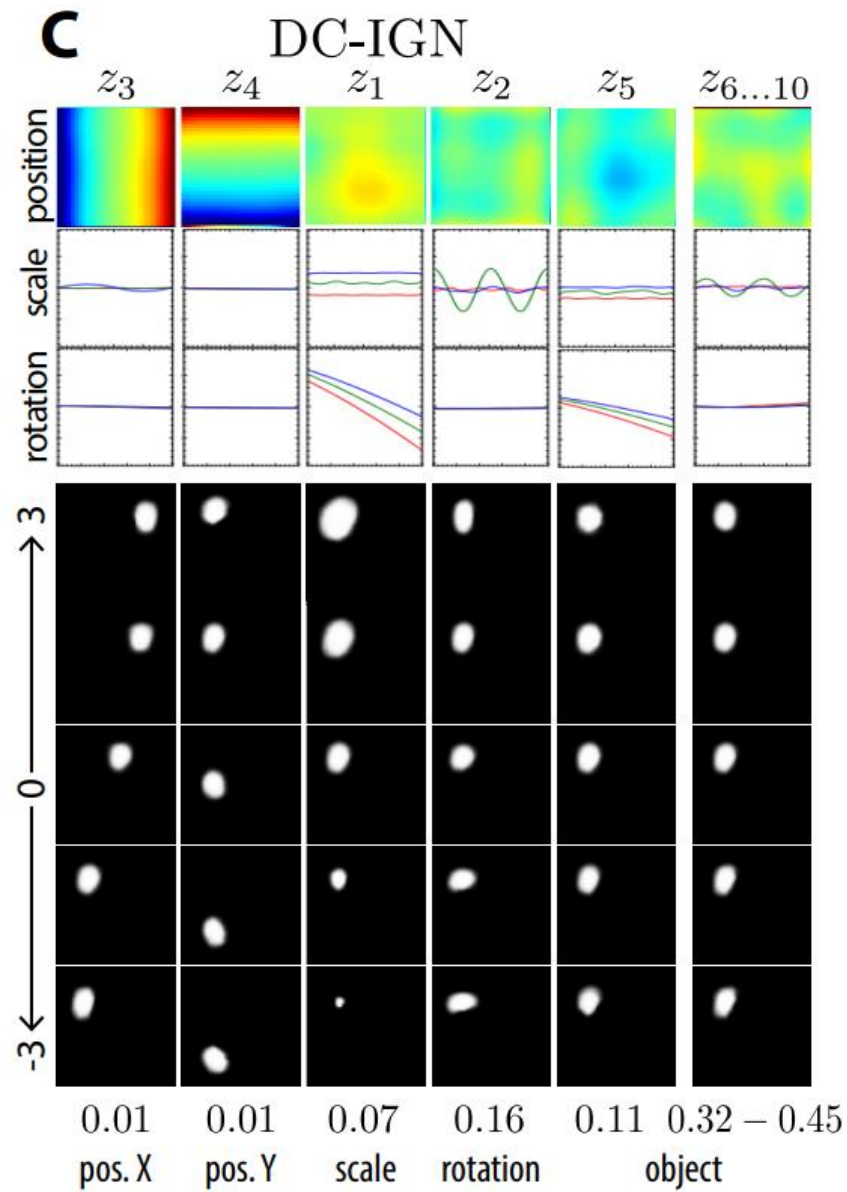 C DC-IGN
z3 z4 z1 z2 z5 z6...10
position
scale
rotation
-3 0 3
0.01 0.01 0.07 0.16 0.11 0.32 − 0.45
pos. X pos. Y scale rotation object